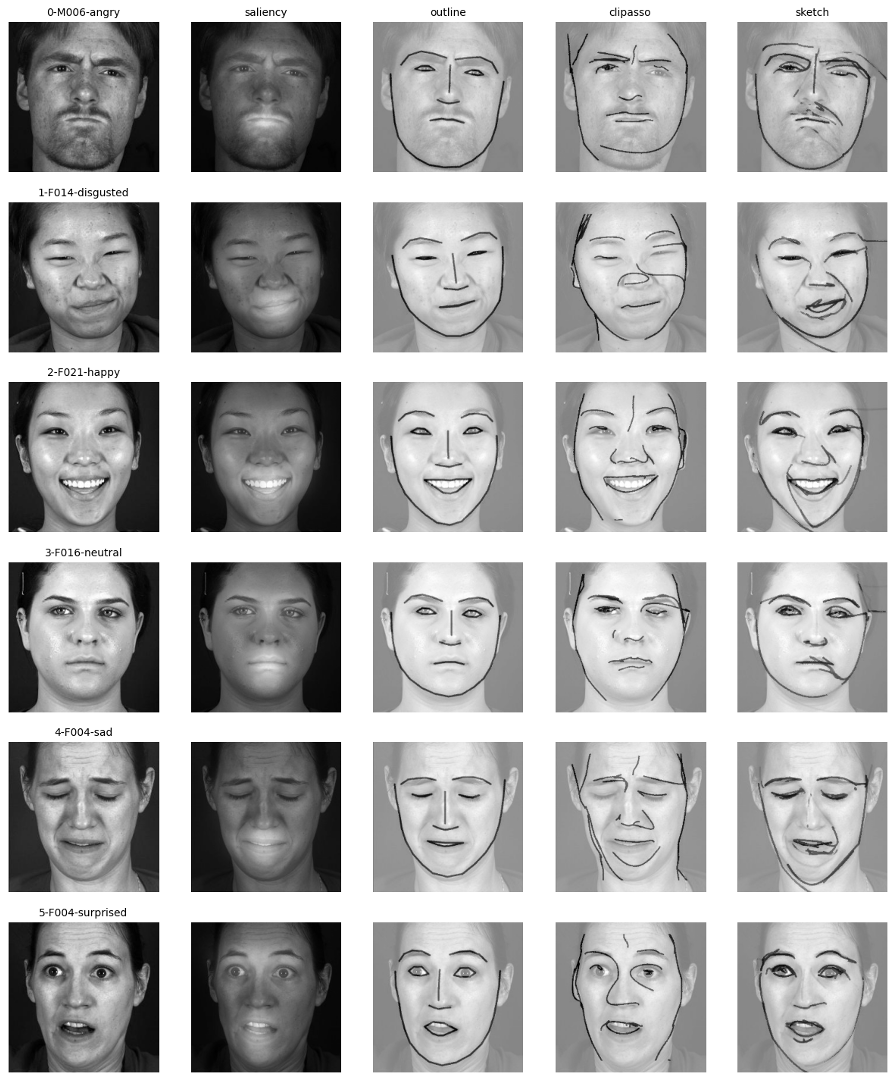 0-M006-angry
saliency
outline
clipasso
sketch
1-F014-disgusted
2-F021-happy
3-F016-neutral
4-F004-sad
5-F004-surprised